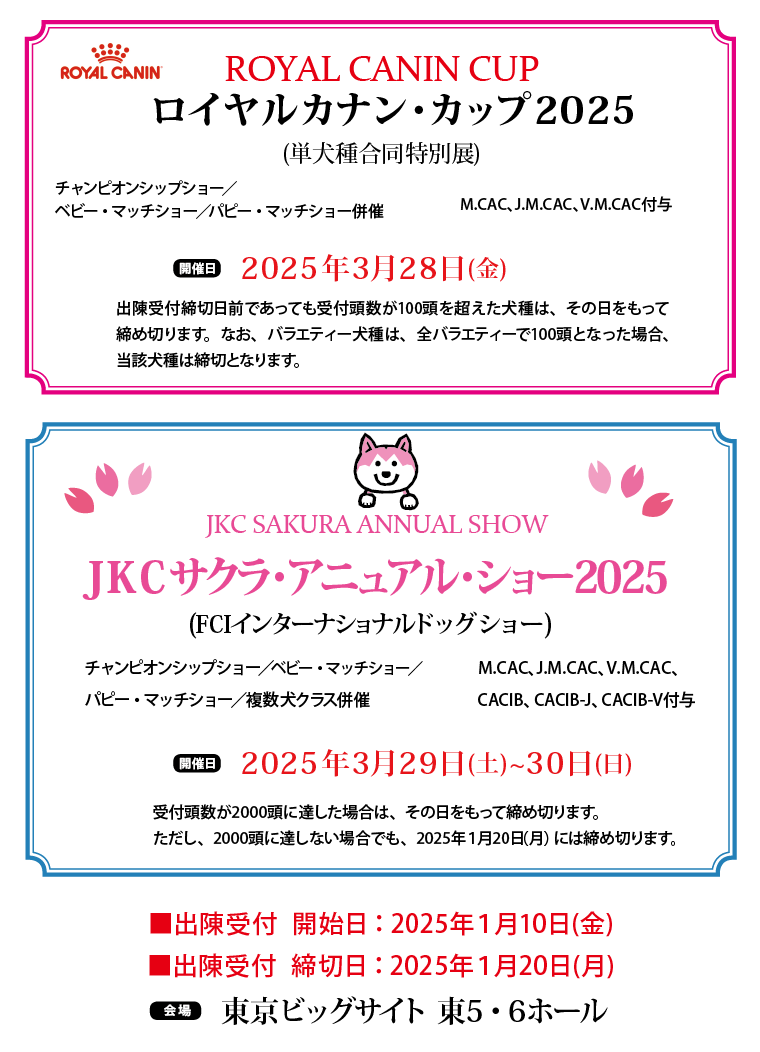 ROYAL CANIN
ROYAL CANIN CUP
ロイヤルカナン・カップ2025
(単犬種合同特別展)
チャンピオンシップショー／
ベビー・マッチショー／パピー・マッチショー併催
M.CAC、J.M.CAC、V.M.CAC付与
開催日 2025年3月28日(金)
出陳受付締切日前であっても受付頭数が100頭を超えた犬種は、その日をもって
締め切ります。なお、バラエティー犬種は、全バラエティーで100頭となった場合、
当該犬種は締切となります。
JKC SAKURA ANNUAL SHOW
JKCサクラ・アニュアル・ショー2025
(FCIインターナショナルドッグショー)
チャンピオンシップショー／ベビー・マッチショー／
パピー・マッチショー／複数犬クラス併催
M.CAC、J.M.CAC、V.M.CAC、
CACIB、CACIB-J、CACIB-V付与
開催日 2025年3月29日(土)~30日(日)
受付頭数が2000頭に達した場合は、その日をもって締め切ります。
ただし、2000頭に達しない場合でも、2025年1月20日(月)には締め切ります。
■出陳受付 開始日：2025年1月10日(金)
■出陳受付 締切日：2025年1月20日(月)
会場 東京ビッグサイト 東5・6ホール